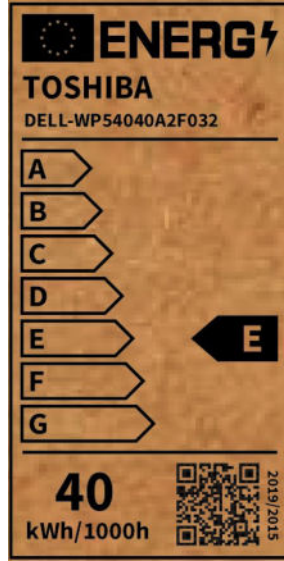 ENERG
TOSHIBA
DELL-WP54040A2F032
A
B
C
D
E
E
F
G
40
kWh/1000h
2019/2015